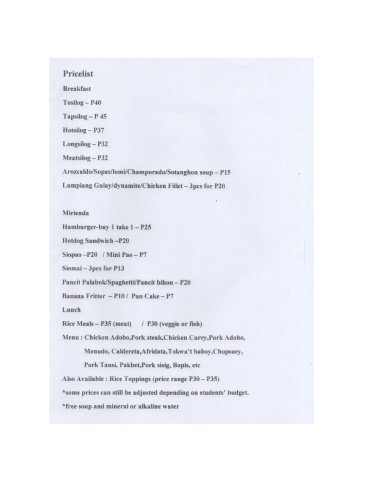 Pricelist
Breakfast
Tosilog – P40
Tapsilog – P 45
Hotsilog – P37
Longsilog – P32
Meatsilog – P32
Arozcaldo/Sopas/lomi/Champorado/Sotanghon soup – P15
Lumpiang Gulay/dynamite/Chicken Fillet – 3pcs for P20
Mirienda
Hamburger-buy 1 take 1 – P25
Hotdog Sandwich –P20
Siopao –P20 / Mini Pao – P7
Siomai – 3pcs for P13
Pancit Palabok/Spaghetti/Pancit bihon – P20
Banana Fritter – P10 / Pan Cake – P7
Lunch
Rice Meals – P35 (meat) / P30 (veggie or fish)
Menu : Chicken Adobo,Pork steak,Chicken Curry,Pork Adobo,
Menudo, Caldereta,Afridata,Tokwa't baboy,Chopsuey,
Pork Tausi, Pakbet,Pork sisig, Bopis, etc
Also Available : Rice Toppings (price range P30 – P35)
*some prices can still be adjusted depending on students' budget.
*free soup and mineral or alkaline water